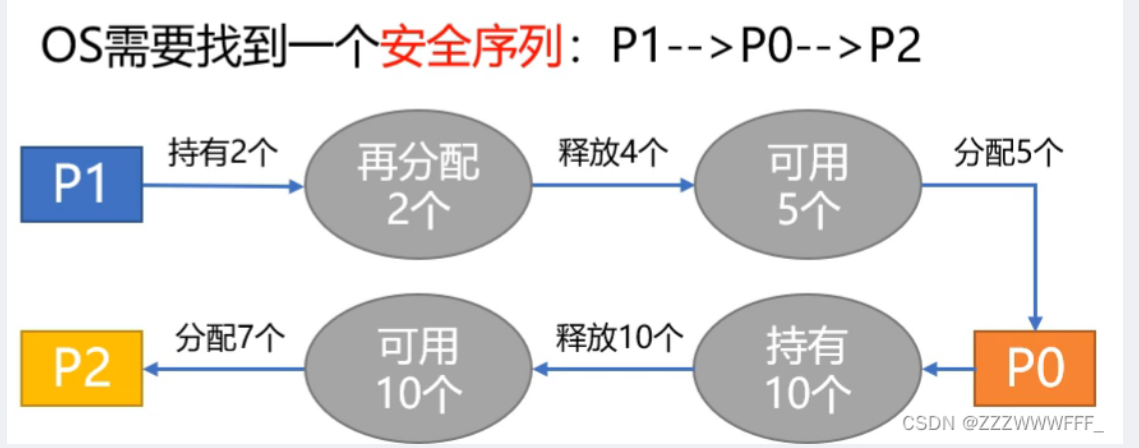 OS需要找到一个安全序列：P1-->P0-->P2
P1
持有2个
再分配
2个
释放4个
可用
5个
分配5个
P2
分配7个
可用
10个
释放10个
持有
10个
P0
CSDN @ZZZWWWFFF_